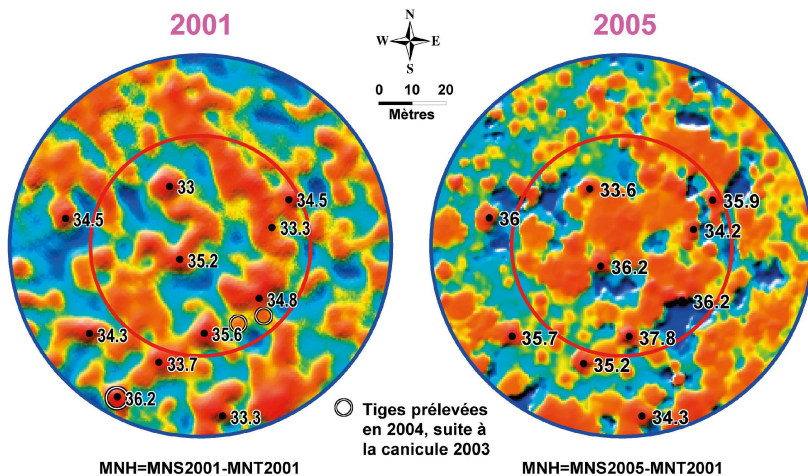 2001
2005
N
W E
S
0 10 20
Mètres
33
34.5
34.5
33.3
35.2
34.8
34.3
35.6
33.7
36.2
33.3
33.6
35.9
36
34.2
36.2
36.2
35.7
37.8
35.2
34.3
Tiges prélevées
en 2004, suite à
la canicule 2003
MNH=MNS2001-MNT2001
MNH=MNS2005-MNT2001